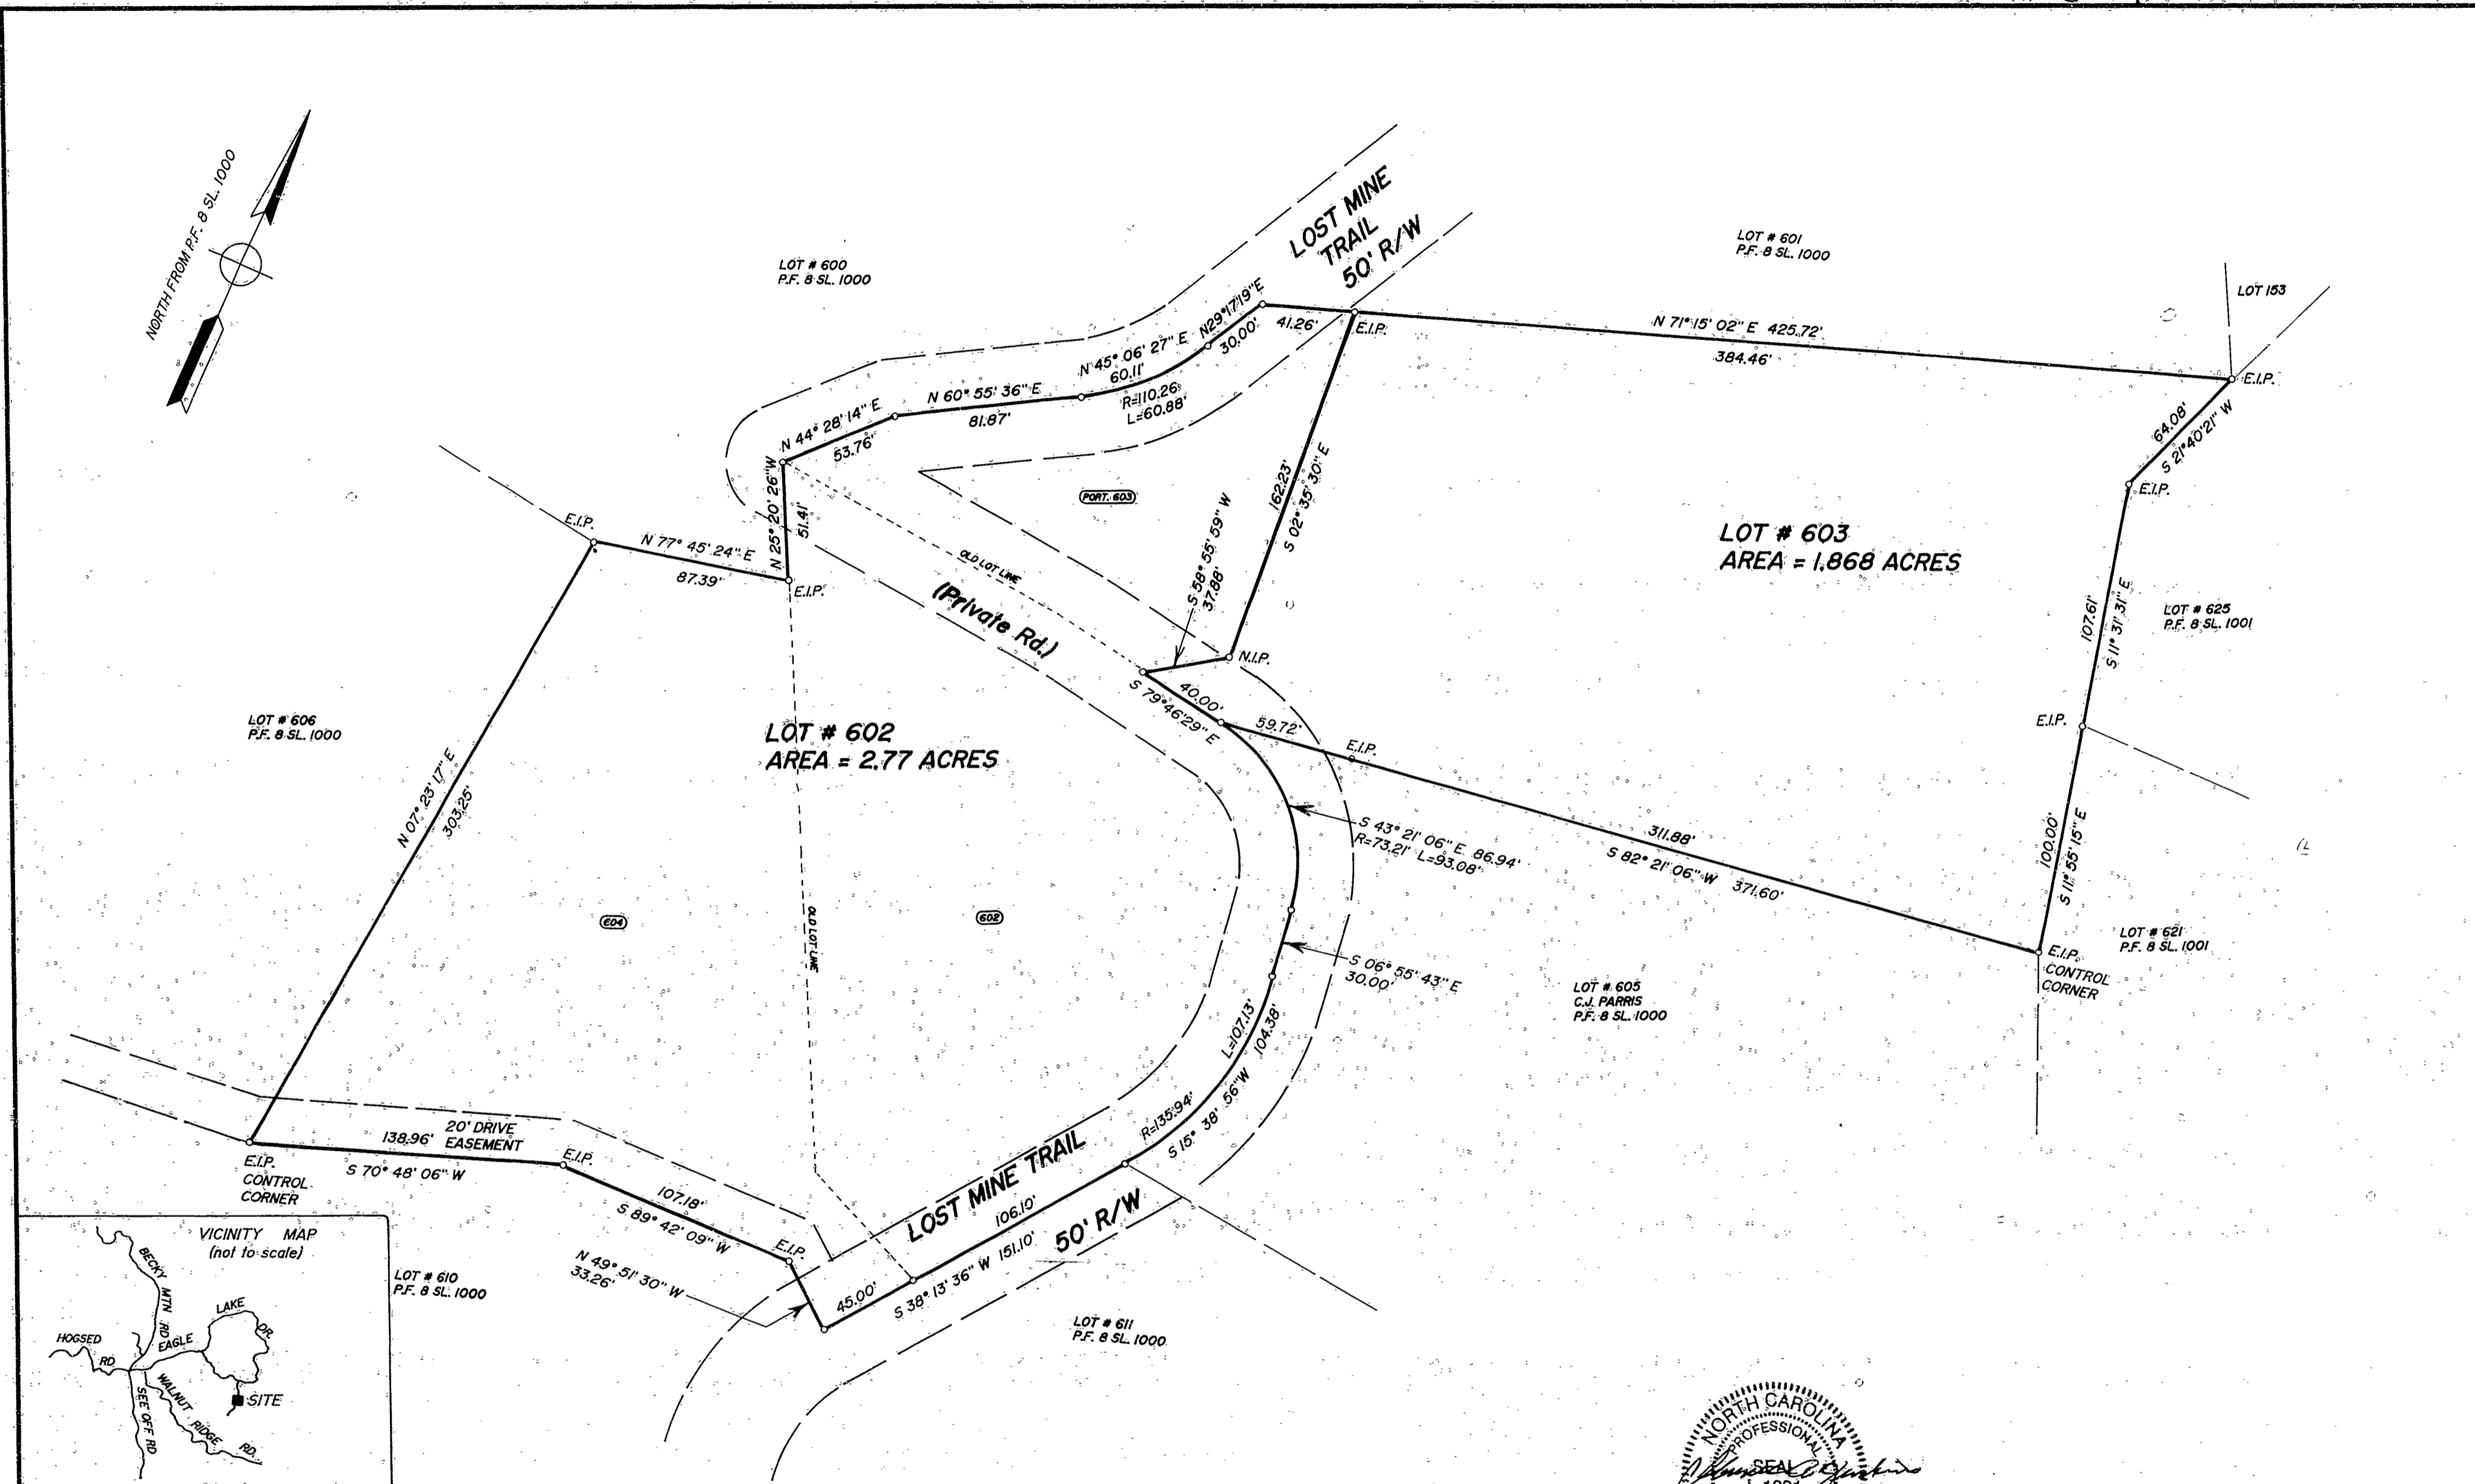 NORTH FROM P.F. 8 SL. 1000
LOT # 600
P.F. 8 SL. 1000
LOST MINE
TRAIL
50' R/W
LOT # 601
P.F. 8 SL. 1000
LOT 153
N 71° 15' 02" E 425.72'
384.46'
41.26'
E.I.P.
E.I.P.
N29°17'19"E
30.00'
N 45° 06' 27" E
60.11'
R=110.26
L=60.88'
N 60° 55' 36" E
81.87'
N 44° 28' 14" E
53.76'
N 25° 20' 26" W
51.41'
64.08'
S 21°40'21" W
E.I.P.
E.I.P.
N 77° 45' 24" E
87.39'
E.I.P.
PORT. 603
162.23'
S 02° 35' 30" E
S 58° 55' 59" W
37.88'
OLD LOT LINE
(Private Rd.)
N.I.P.
LOT # 603
AREA = 1.868 ACRES
107.61'
S 11° 31' 31" E
LOT # 625
P.F. 8 SL. 1001
LOT # 606
P.F. 8 SL. 1000
40.00'
S 79°46'29" E
59.72'
E.I.P.
E.I.P.
LOT # 602
AREA = 2.77 ACRES
N 07° 23' 17" E
303.25'
S 43° 21' 06" E 86.94'
R=73.21' L=93.08'
311.88'
S 82° 21' 06" W 371.60'
100.00'
S 11° 55' 15" E
604
602
OLD LOT LINE
S 06° 55' 43" E
30.00'
LOT # 621
P.F. 8 SL. 1001
E.I.P.
CONTROL
CORNER
LOT # 605
C.J. PARRIS
P.F. 8 SL. 1000
L=107.13'
104.38'
R=135.94'
S 15° 38' 56" W
20' DRIVE
138.96' EASEMENT
E.I.P.
S 70° 48' 06" W
E.I.P.
CONTROL
CORNER
107.18'
S 89° 42' 09" W
E.I.P.
LOST MINE TRAIL
106.10'
50' R/W
S 38° 13' 36" W 151.10'
45.00'
N 49° 51' 30" W
33.26'
LOT # 610
P.F. 8 SL. 1000
LOT # 611
P.F. 8 SL. 1000
VICINITY MAP
(not to scale)
BECKY MTN RD
LAKE
EAGLE
DR.
HOGSED
RD
WALNUT RIDGE RD.
SEE OFF RD
SITE
NORTH CAROLINA
PROFESSIONAL
SEAL